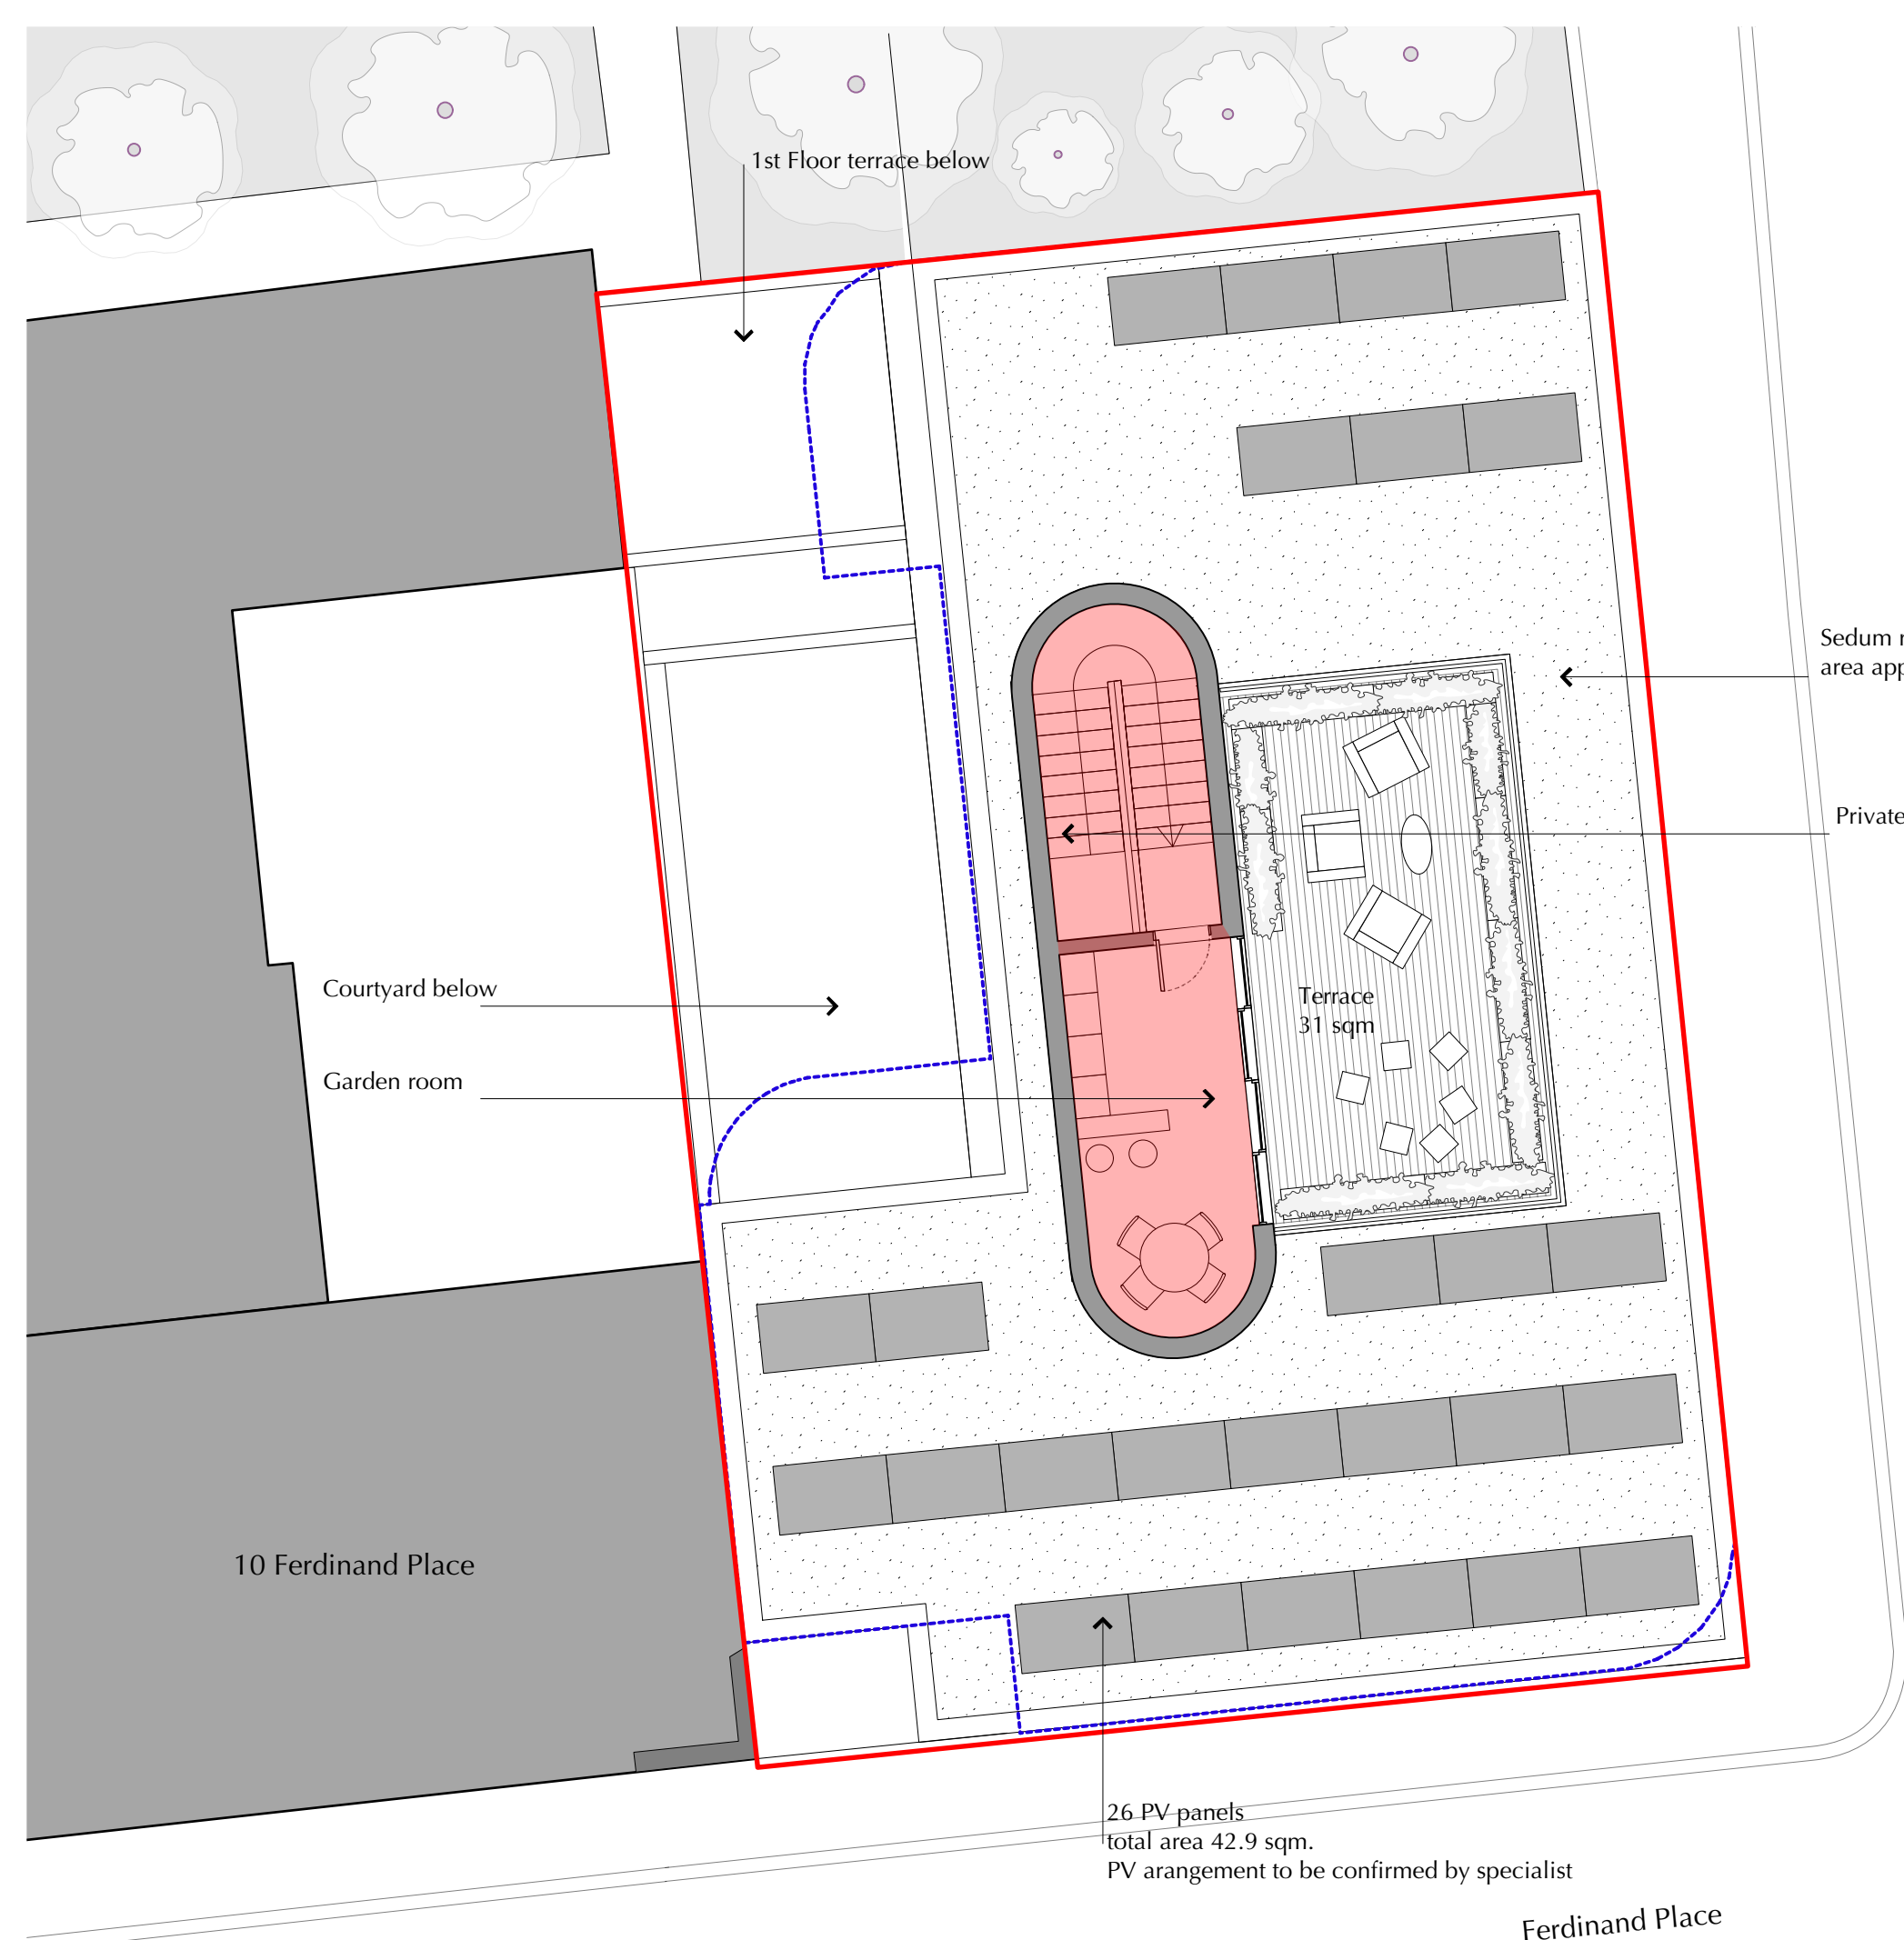 1st Floor terrace below
Sedum
area
Private
Courtyard below
Terrace
31 sqm
Garden room
10 Ferdinand Place
26 PV panels
total area 42.9 sqm.
PV arangement to be confirmed by specialist
Ferdinand Place